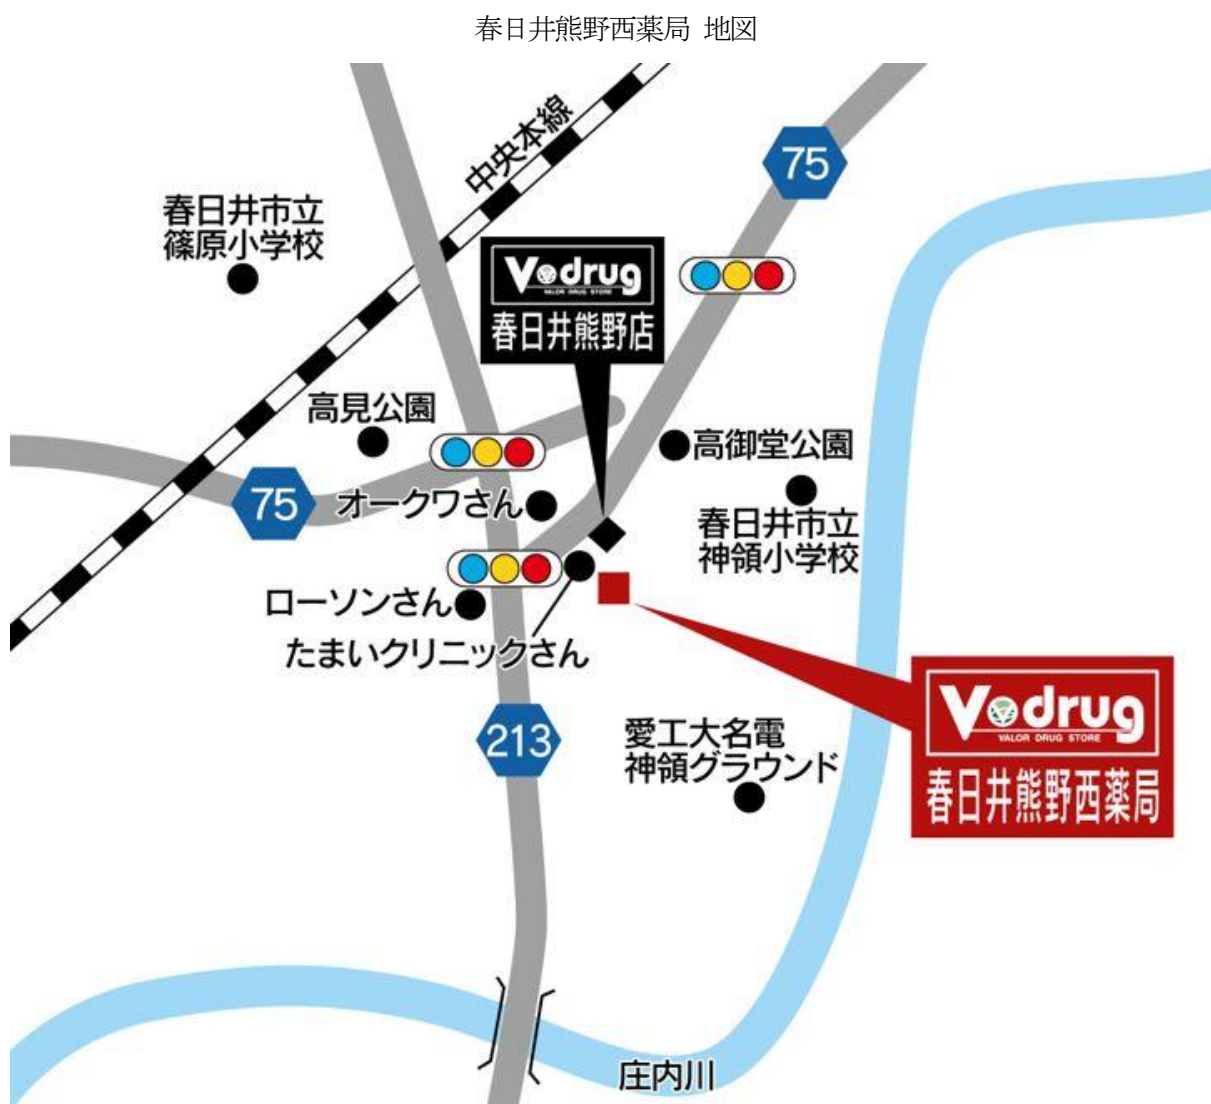 春日井熊野西薬局 地図
中央本線
75
春日井市立
篠原小学校
V drug
VALOR DRUG STORE
春日井熊野店
高見公園
高御堂公園
75
オークワさん
春日井市立
神領小学校
ローソンさん
たまいクリニックさん
213
愛工大名電
神領グラウンド
V drug
VALOR DRUG STORE
春日井熊野西薬局
庄内川